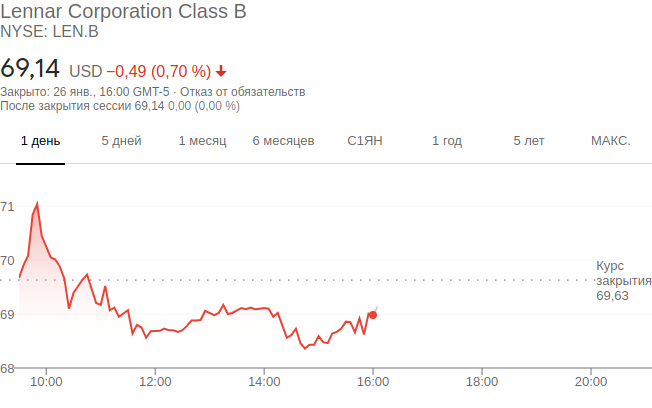 Lennar Corporation Class B
NYSE: LEN.B
69,14 USD −0,49 (0,70 %)
Закрыто: 26 янв., 16:00 GMT-5 · Отказ от обязательств
После закрытия сессии 69,14 0,00 (0,00 %)
1 день 5 дней 1 месяц 6 месяцев С1ЯН 1 год 5 лет МАКС.
71
70
Курс
закрытия
69,63
69
68
10:00 12:00 14:00 16:00 18:00 20:00